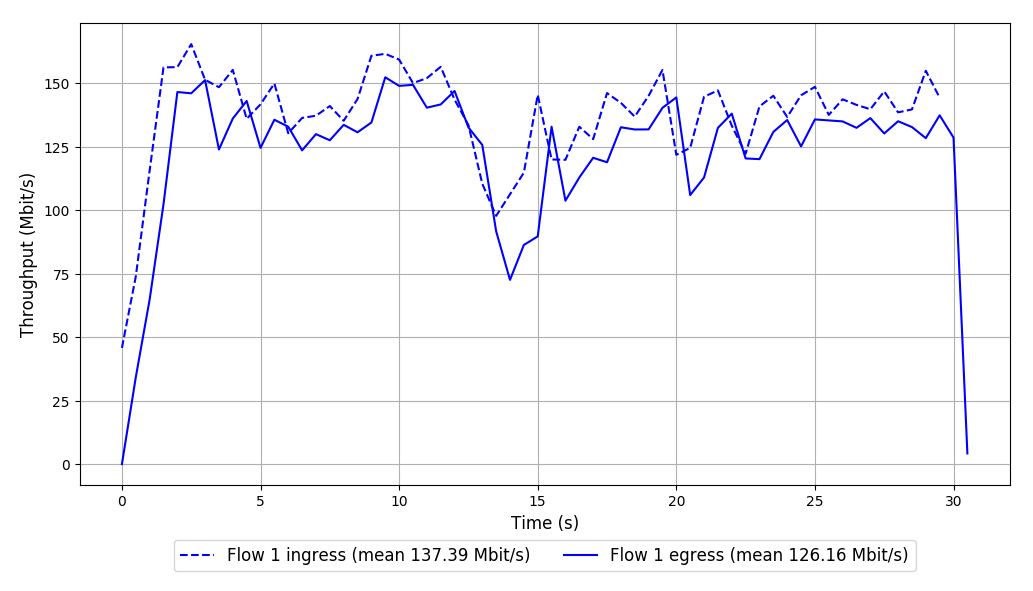 Throughput (Mbit/s)
150
125
100
75
50
25
0
0 5 10 15 20 25 30
Time (s)
Flow 1 ingress (mean 137.39 Mbit/s) Flow 1 egress (mean 126.16 Mbit/s)